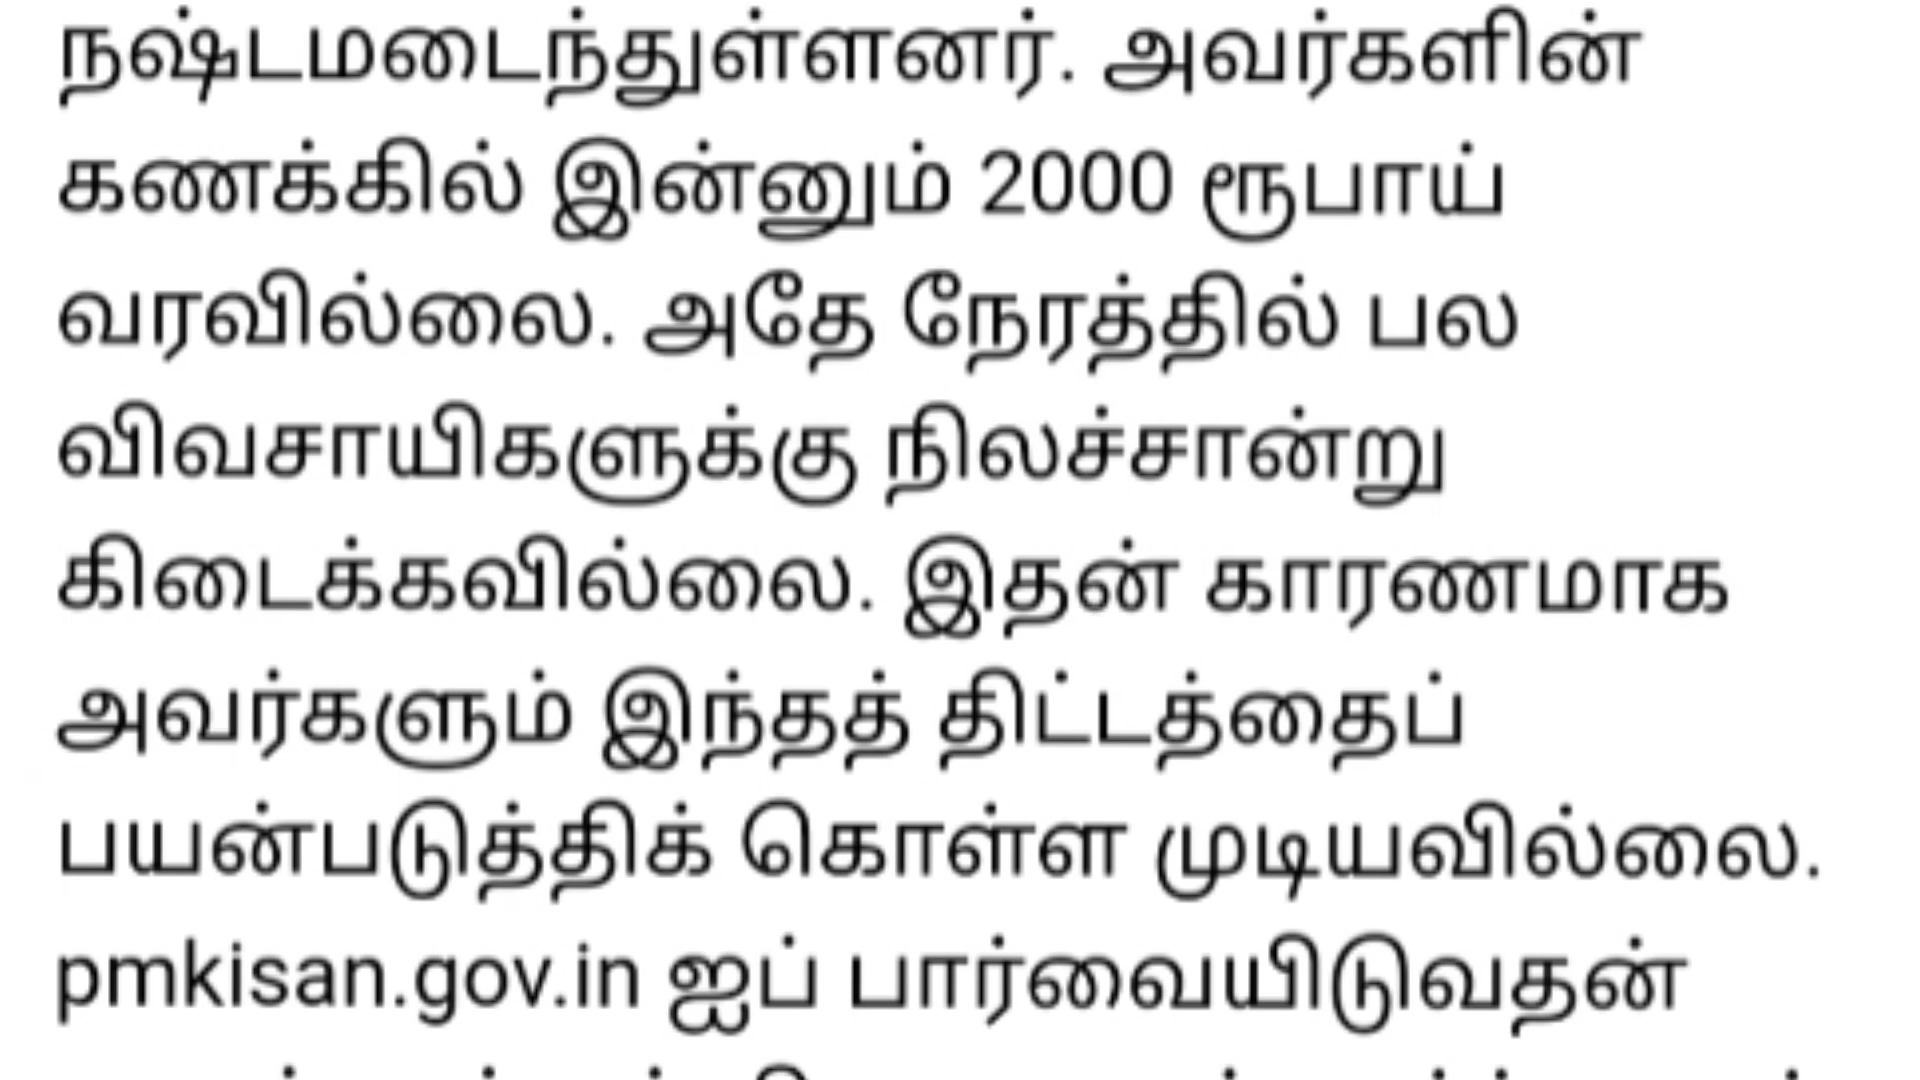 நஷ்டமடைந்துள்ளனர். அவர்களின்
கணக்கில் இன்னும் 2000 ரூபாய்
வரவில்லை. அதே நேரத்தில் பல
விவசாயிகளுக்கு நிலச்சான்று
கிடைக்கவில்லை. இதன் காரணமாக
அவர்களும் இந்தத் திட்டத்தைப்
பயன்படுத்திக் கொள்ள முடியவில்லை.
pmkisan.gov.in ஐப் பார்வையிடுவதன்